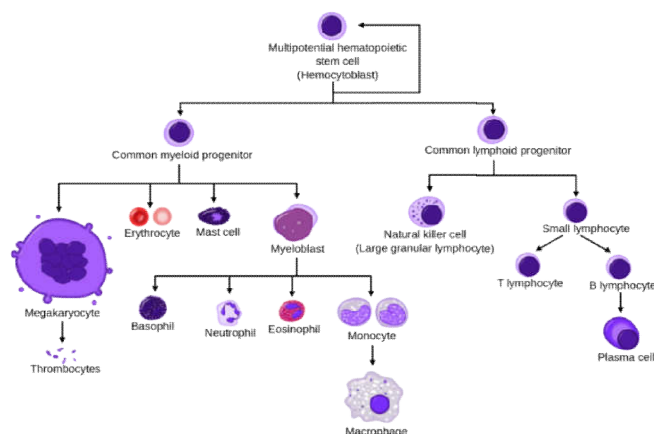 Multipotential hematopoietic
stem cell
(Hemocytoblast)
Common myeloid progenitor
Common lymphoid progenitor
Erythrocyte
Mast cell
Myeloblast
Natural killer cell
(Large granular lymphocyte)
Small lymphocyte
T lymphocyte
B lymphocyte
Megakaryocyte
Basophil
Neutrophil
Eosinophil
Monocyte
Plasma cell
Thrombocytes
Macrophage